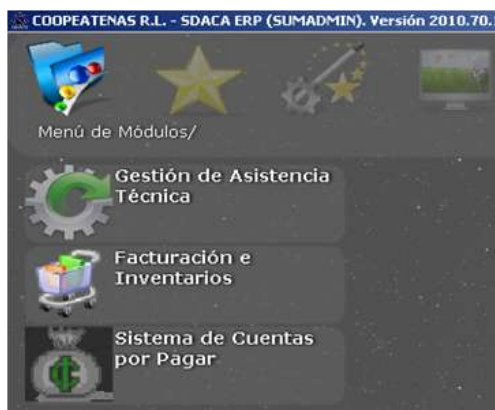 COOPEATENAS R.L. - SDACA ERP (SUMADMIN). Versión 2010.70.
Menú de Módulos/
Gestión de Asistencia
Técnica
Facturación e
Inventarios
Sistema de Cuentas
por Pagar